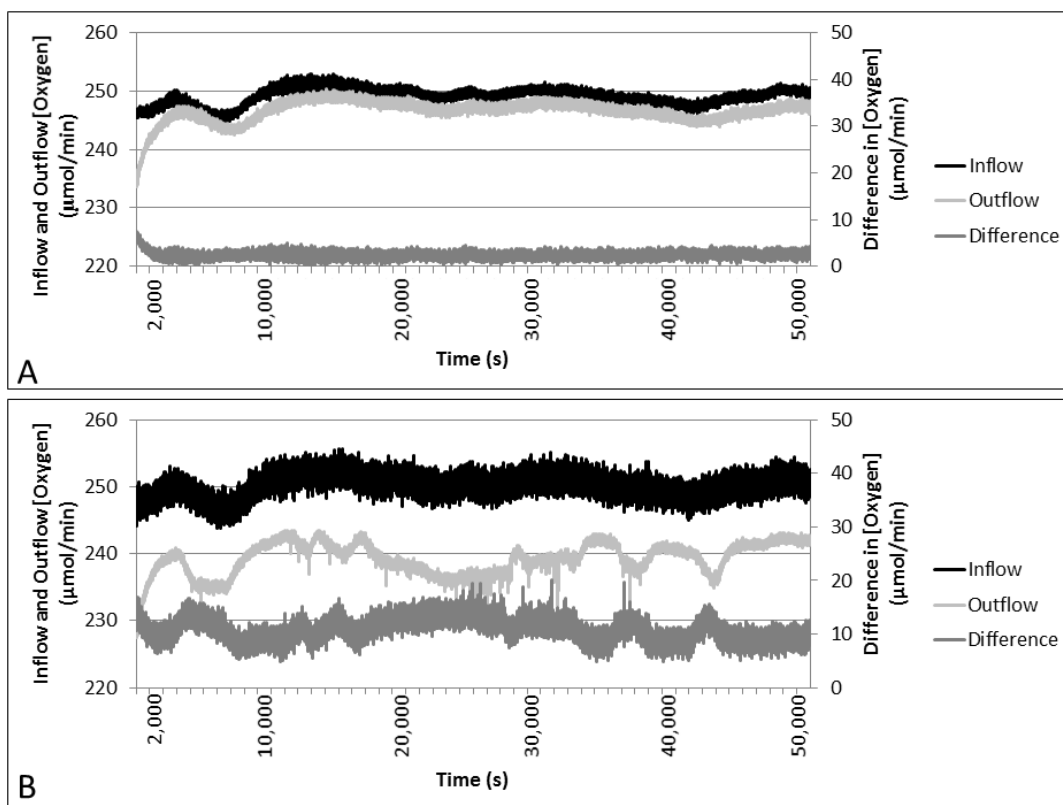 Inflow and Outflow [Oxygen]
(µmol/min)
260
250
240
230
220
50
40
30
20
10
0
Difference in [Oxygen]
(µmol/min)
Inflow
Outflow
Difference
2,000
10,000
20,000
30,000
40,000
50,000
Time (s)
A
Inflow and Outflow [Oxygen]
(µmol/min)
260
250
240
230
220
50
40
30
20
10
0
Difference in [Oxygen]
(µmol/min)
Inflow
Outflow
Difference
2,000
10,000
20,000
30,000
40,000
50,000
Time (s)
B